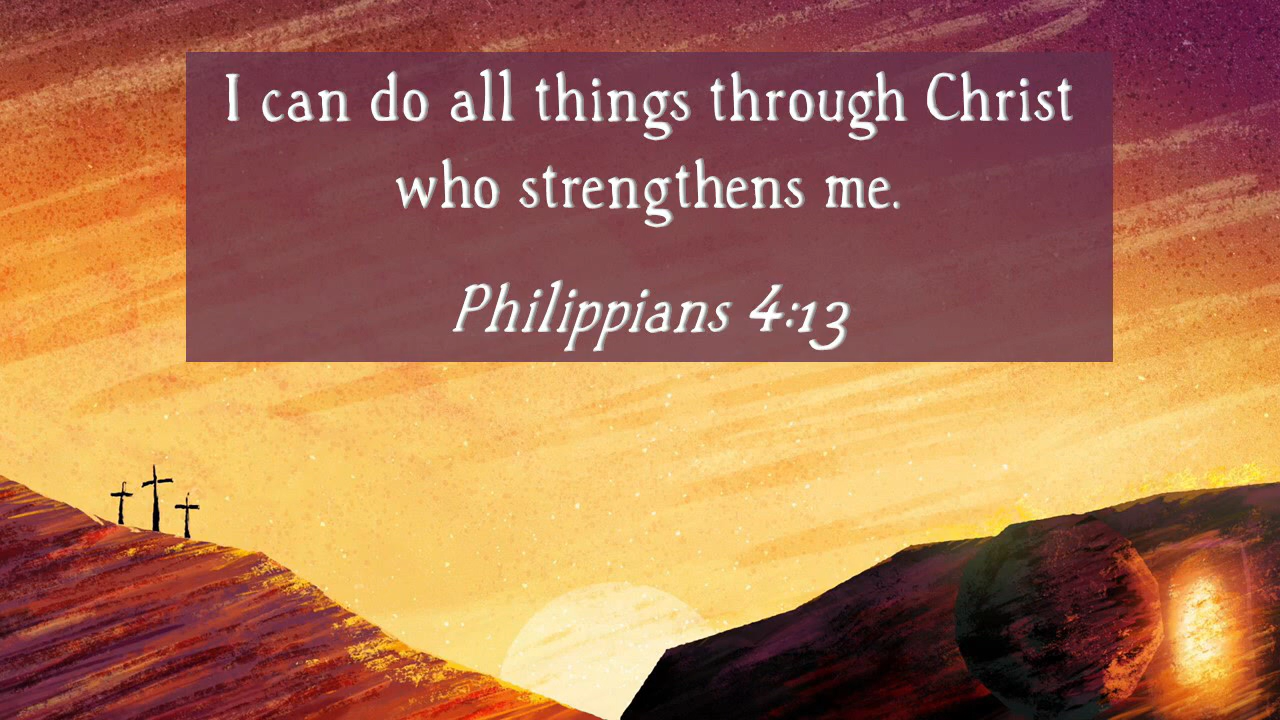 I can do all things through Christ
who strengthens me.
Philippians 4:13